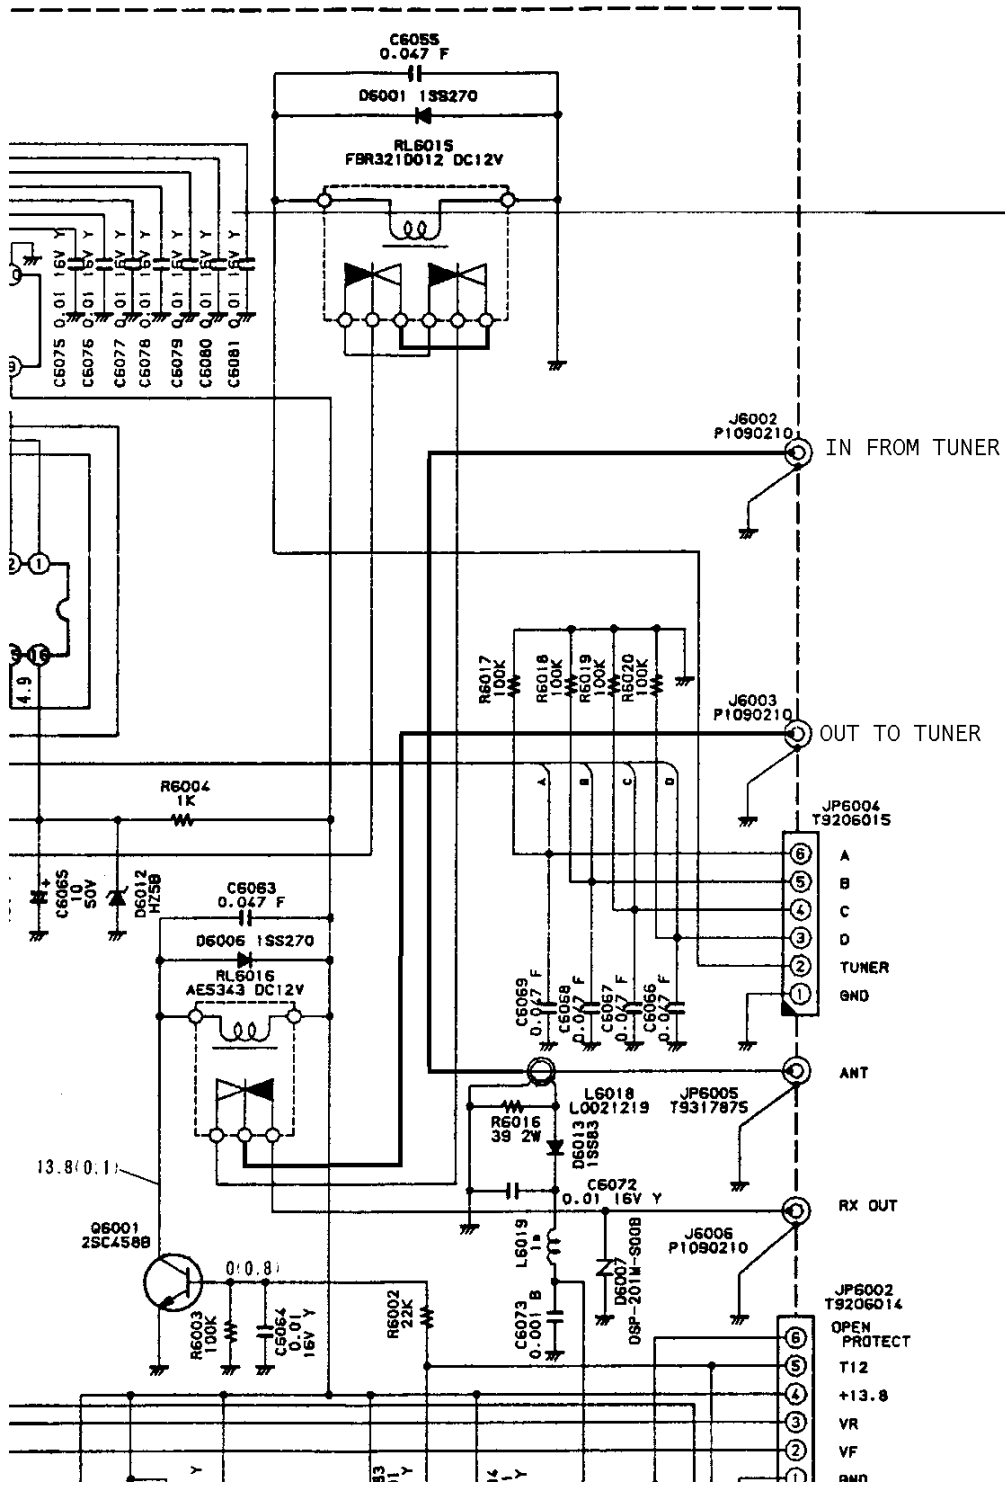 C6055
0.047 F
D6001 1SS270
RL6015
FBR321D012 DC12V
C6075 0.01 16V Y
C6076 0.01 16V Y
C6077 0.01 16V Y
C6078 0.01 16V Y
C6079 0.01 16V Y
C6080 0.01 16V Y
C6081 0.01 16V Y
J6002
P1090210
IN FROM TUNER
1
16
4.9
R6017
100K
R6018
100K
R6019
100K
R6020
100K
J6003
P1090210
OUT TO TUNER
A
B
C
D
R6004
1K
JP6004
T9206015
6 A
5 B
4 C
3 D
2 TUNER
1 GND
+
C6065
10
50V
D6012
HZ5B
C6063
0.047 F
D6006 1SS270
RL6016
AES343 DC12V
C6069
0.047 F
C6068
0.047 F
C6067
0.047 F
C6066
0.047 F
ANT
L6018
L0021219
JP6005
T9317875
R6016
39 2W
D6013
1SS83
13.8(0.1)
C6072
0.01 16V Y
RX OUT
J6006
P1090210
Q6001
2SC458B
L6019
1m
D6007
DSP-201M-S00B
0(0.8)
R6003
100K
C6064
0.01
16V Y
R6002
22K
C6073
0.001 B
JP6002
T9206014
OPEN
PROTECT
6
5 T12
4 +13.8
3 VR
2 VF
1 GND
Y
Y
Y